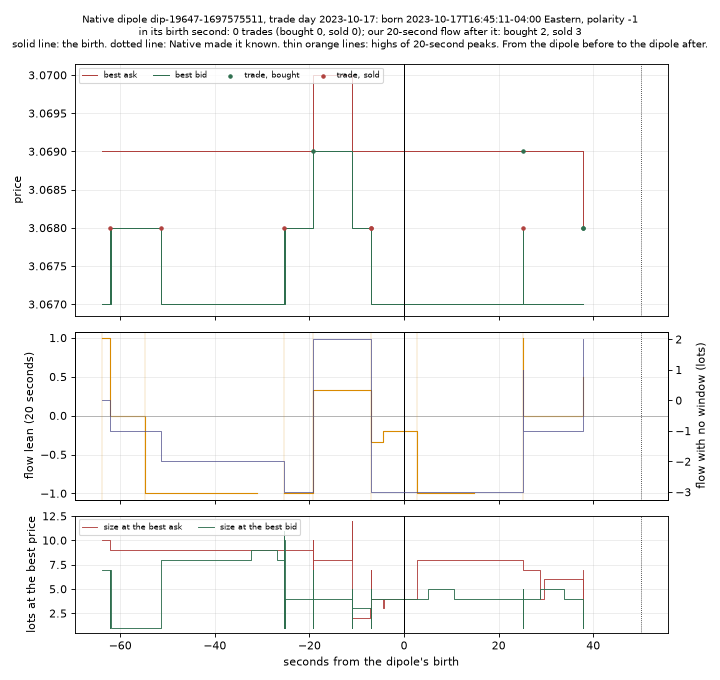 Native dipole dip-19647-1697575511, trade day 2023-10-17: born 2023-10-17T16:45:11-04:00 Eastern, polarity -1
in its birth second: 0 trades (bought 0, sold 0); our 20-second flow after it: bought 2, sold 3
solid line: the birth. dotted line: Native made it known. thin orange lines: highs of 20-second peaks. From the dipole before to the dipole after.
best ask best bid trade, bought trade, sold
3.0700
3.0695
3.0690
3.0685
3.0680
3.0675
3.0670
price
1.0
0.5
0.0
−0.5
−1.0
flow lean (20 seconds)
2
1
0
−1
−2
−3
flow with no window (lots)
size at the best ask size at the best bid
12.5
10.0
7.5
5.0
2.5
lots at the best price
−60 −40 −20 0 20 40
seconds from the dipole's birth